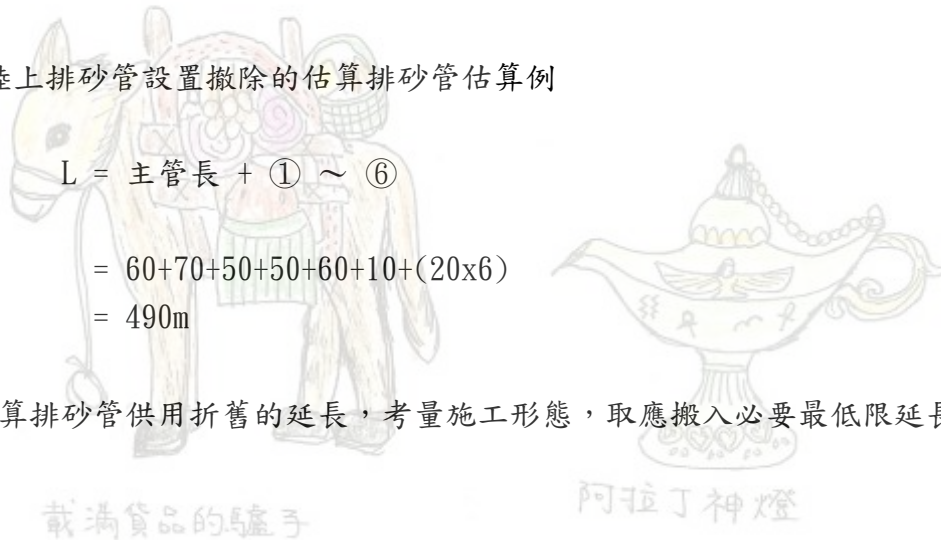 陸上排砂管設置撤除的估算排砂管估算例
L = 主管長 + ① ～ ⑥
= 60+70+50+50+60+10+(20x6)
= 490m
算排砂管供用折舊的延長，考量施工形態，取應搬入必要最低限延長
載滿貨品的驢子
阿拉丁神燈